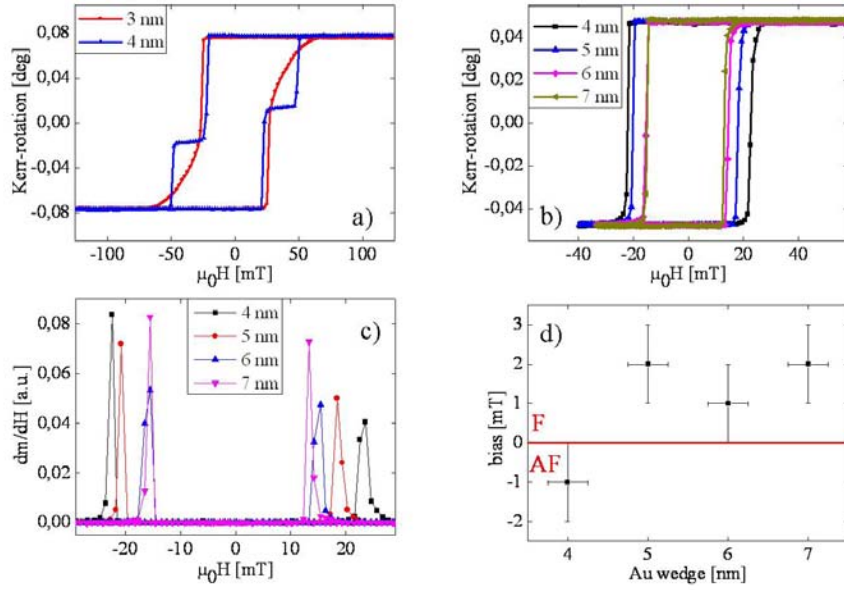 3 nm
4 nm
0,08
0,04
0,00
-0,04
-0,08
Kerr-rotation [deg]
a)
-100
-50
0
50
100
μ₀H [mT]
4 nm
5 nm
6 nm
7 nm
0,04
0,00
-0,04
Kerr-rotation [deg]
b)
-40
-20
0
20
40
μ₀H [mT]
4 nm
5 nm
6 nm
7 nm
0,08
0,06
0,04
0,02
0,00
dm/dH [a.u.]
c)
-20
-10
0
10
20
μ₀H [mT]
d)
3
2
1
0
-1
-2
bias [mT]
F
AF
4
5
6
7
Au wedge [nm]